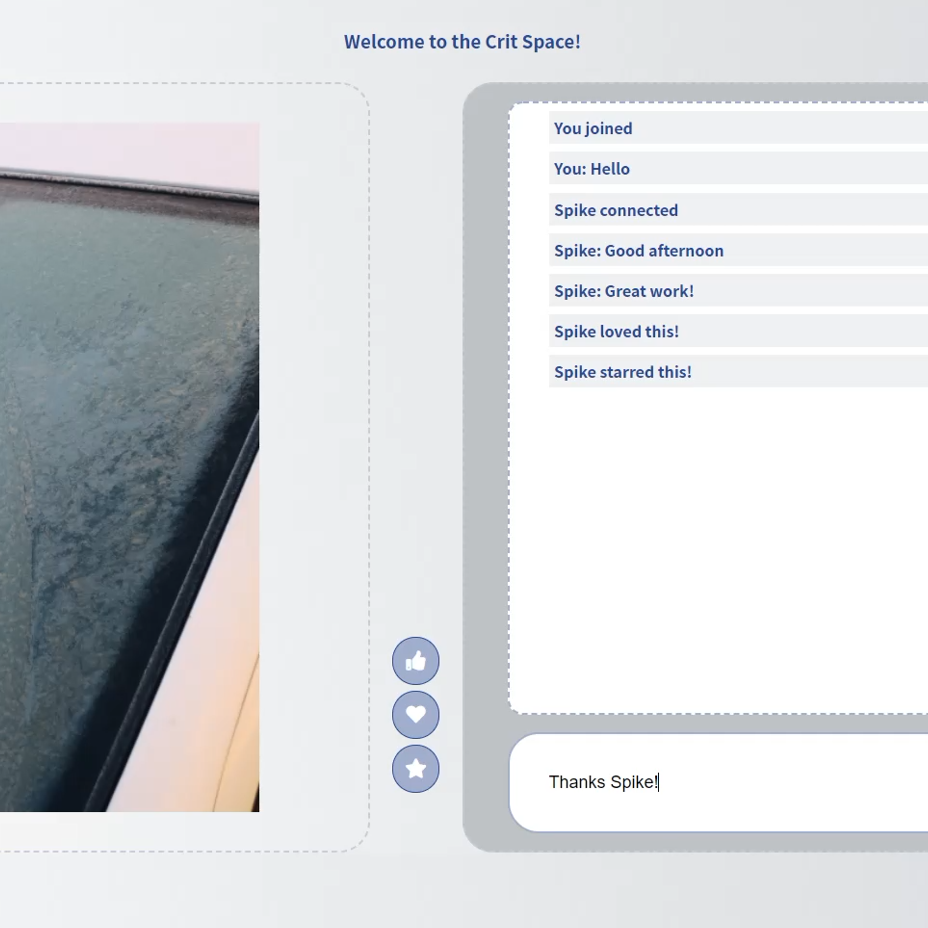 Welcome to the Crit Space!
You joined
You: Hello
Spike connected
Spike: Good afternoon
Spike: Great work!
Spike loved this!
Spike starred this!
Thanks Spike!